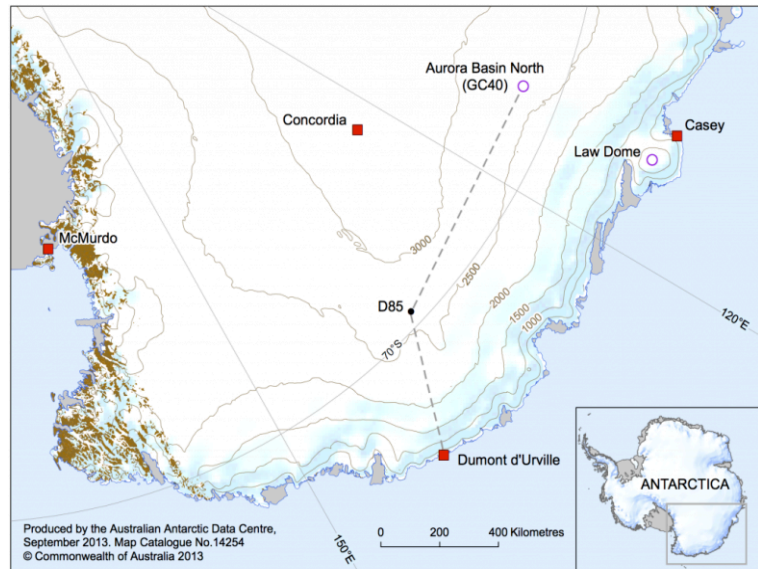 Aurora Basin North
(GC40)
Concordia
Casey
Law Dome
McMurdo
3000
2500
D85
2000
1500
1000
120°E
70°S
Dumont d'Urville
ANTARCTICA
Produced by the Australian Antarctic Data Centre,
September 2013. Map Catalogue No.14254
© Commonwealth of Australia 2013
150°E
0 200 400 Kilometres